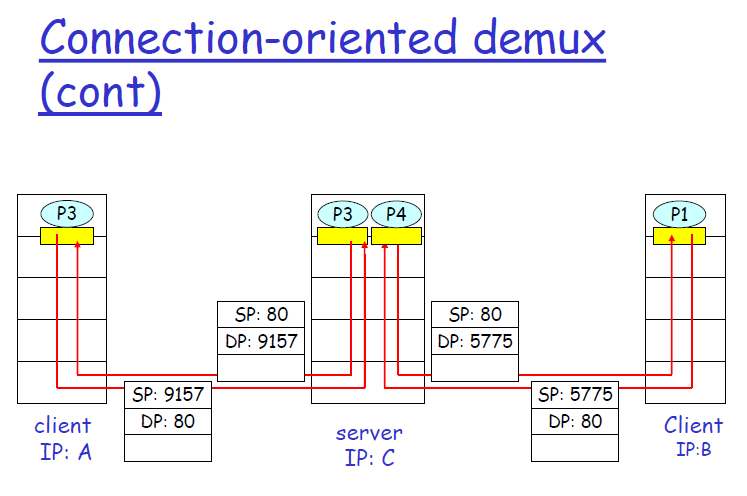 Connection-oriented demux
(cont)
P3
P3
P4
P1
SP: 80
DP: 9157
SP: 80
DP: 5775
SP: 9157
DP: 80
SP: 5775
DP: 80
client
IP: A
server
IP: C
Client
IP:B